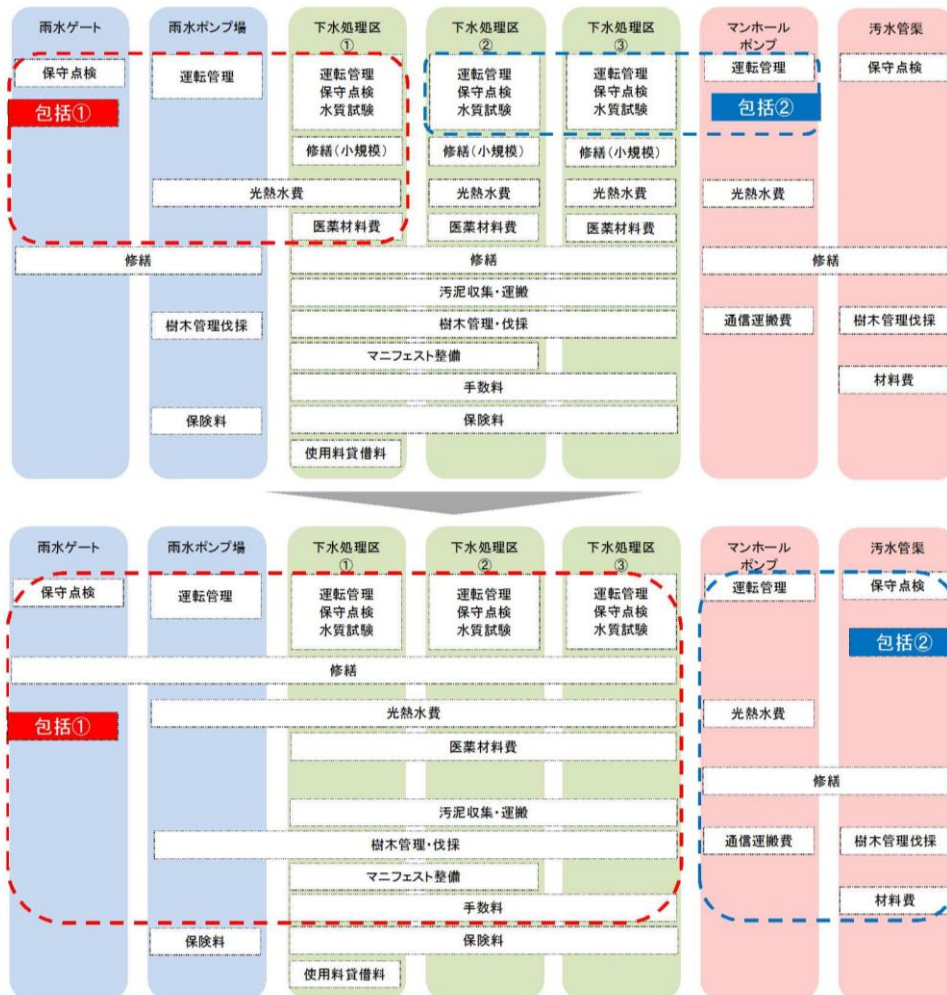 雨水ゲート
雨水ポンプ場
下水処理区
①
下水処理区
②
下水処理区
③
マンホール
ポンプ
汚水管渠
保守点検
運転管理
運転管理
保守点検
水質試験
運転管理
保守点検
水質試験
運転管理
保守点検
水質試験
運転管理
保守点検
包括①
包括②
修繕(小規模)
修繕(小規模)
修繕(小規模)
光熱水費
光熱水費
光熱水費
光熱水費
医薬材料費
医薬材料費
医薬材料費
修繕
修繕
修繕
汚泥収集・運搬
樹木管理伐採
樹木管理・伐採
通信運搬費
樹木管理伐採
マニフェスト整備
手数料
材料費
保険料
保険料
使用料貸借料
雨水ゲート
雨水ポンプ場
下水処理区
①
下水処理区
②
下水処理区
③
マンホール
ポンプ
汚水管渠
保守点検
運転管理
運転管理
保守点検
水質試験
運転管理
保守点検
水質試験
運転管理
保守点検
水質試験
運転管理
保守点検
包括②
修繕
包括①
光熱水費
光熱水費
医薬材料費
修繕
汚泥収集・運搬
樹木管理・伐採
通信運搬費
樹木管理伐採
マニフェスト整備
手数料
材料費
保険料
保険料
使用料貸借料